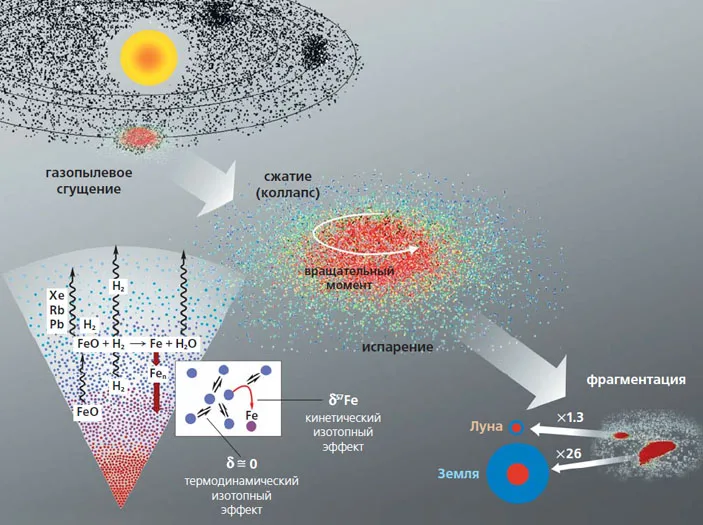 газопылевое
сгущение
сжатие
(коллапс)
вращательный
момент
испарение
Xe
Rb
Pb
H₂
H₂
FeO + H₂ → Fe + H₂O
H₂
Feₙ
FeO
Fe
δ⁵⁷Fe
кинетический
изотопный
эффект
δ ≅ 0
термодинамический
изотопный
эффект
фрагментация
×1.3
Луна
×26
Земля